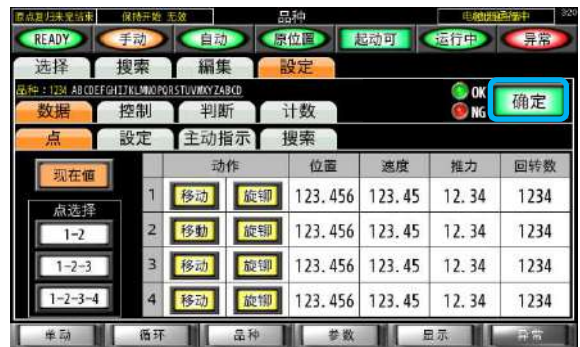 原点复归未完结束 保持开始 无效 品种
READY 手动 自动 原位置 起动可 运行中 异常
选择 搜索 编集 設定
品种：1234 ABCDEFGHIJKLMNOPQRSTUVWXYZABCD OK NG 确定
数据 控制 判断 计数
点 設定 主动指示 搜索
现在値 动作 位置 速度 推力 回转数
1 移动 旋铆 123.456 123.45 12.34 1234
点选择
1-2 2 移動 旋铆 123.456 123.45 12.34 1234
1-2-3 3 移动 旋铆 123.456 123.45 12.34 1234
1-2-3-4 4 移动 旋铆 123.456 123.45 12.34 1234
单动 循环 品种 参数 显示 异常